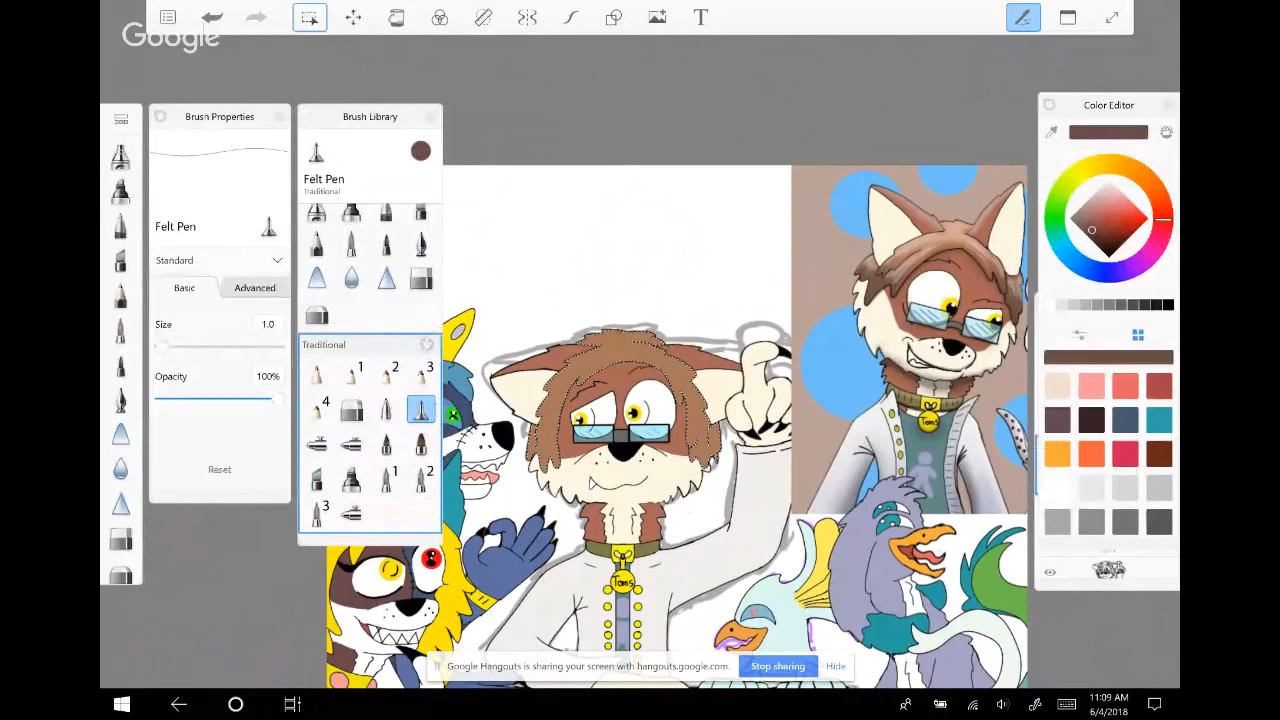 Google
T
Brush Properties
Brush Library
Color Editor
Felt Pen
Traditional
Felt Pen
Standard
Basic
Advanced
Size
1.0
Opacity
100%
Reset
Traditional
1
2
3
4
1
2
3
Toms
Toms
Google Hangouts is sharing your screen with hangouts.google.com.
Stop sharing
Hide
11:09 AM
6/4/2018